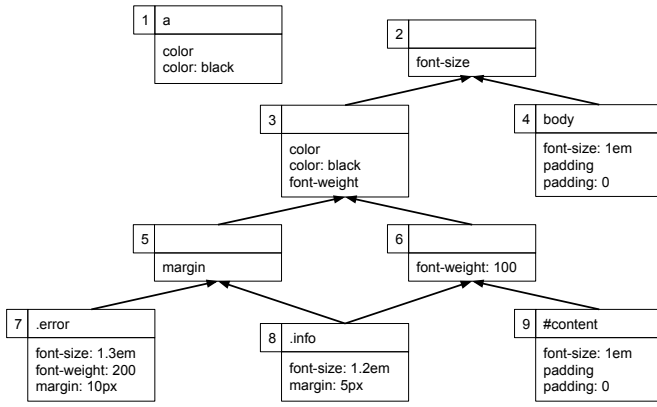 1 a
color
color: black
2
font-size
3
color
color: black
font-weight
4 body
font-size: 1em
padding
padding: 0
5
margin
6
font-weight: 100
7 .error
font-size: 1.3em
font-weight: 200
margin: 10px
8 .info
font-size: 1.2em
margin: 5px
9 #content
font-size: 1em
padding
padding: 0